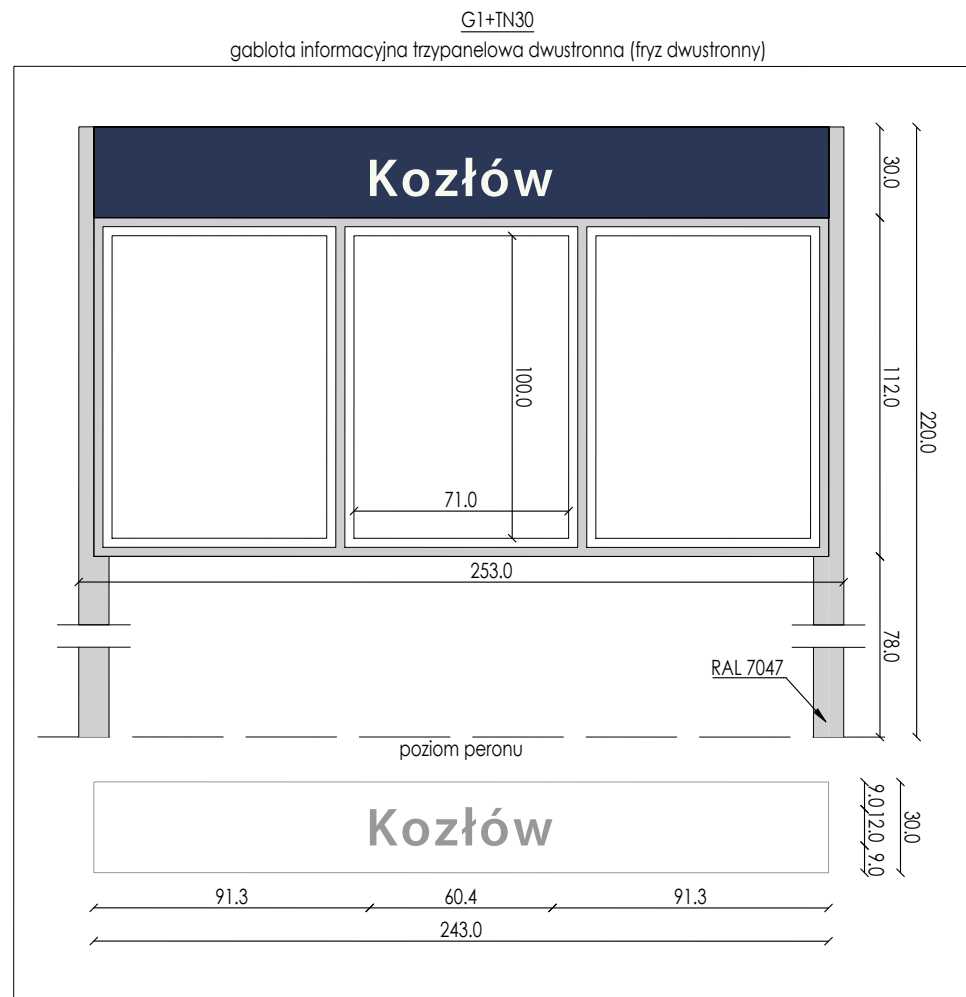 G1+TN30
gablota informacyjna trzypanelowa dwustronna (fryz dwustronny)
Kozłów
30.0
112.0
220.0
100.0
71.0
253.0
78.0
RAL 7047
poziom peronu
Kozłów
9.0
12.0
9.0
30.0
91.3 60.4 91.3
243.0